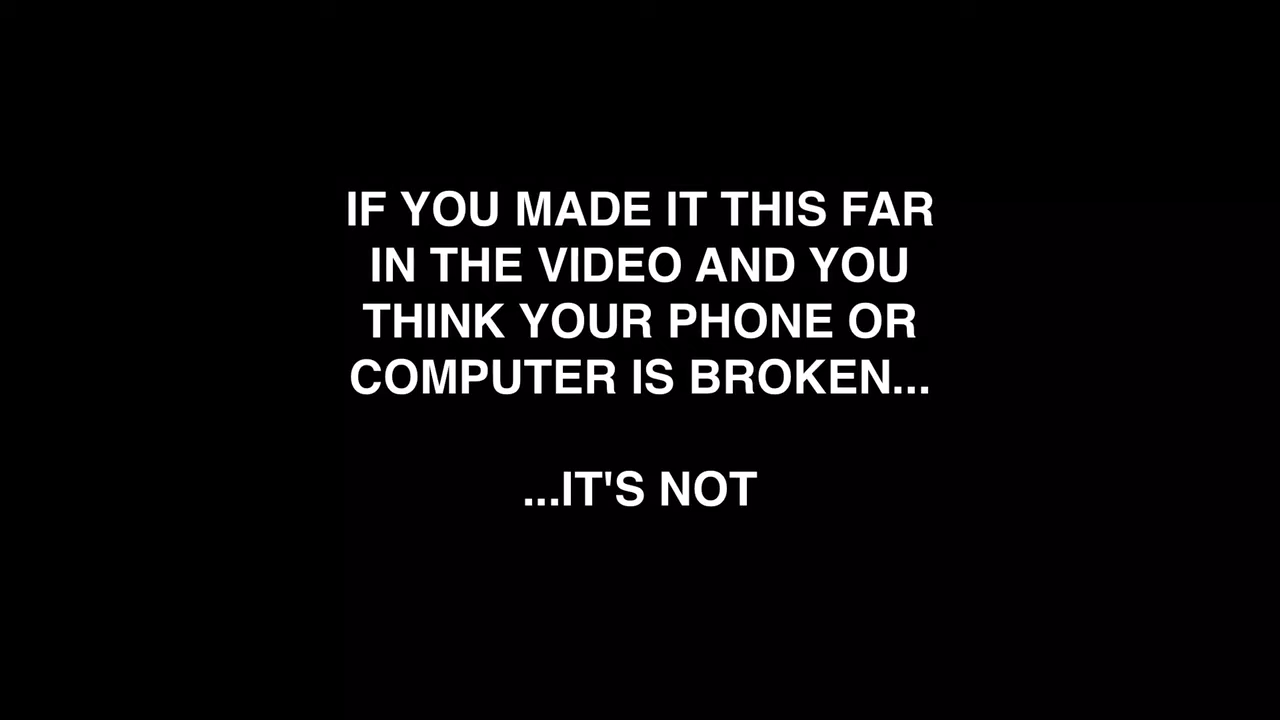 IF YOU MADE IT THIS FAR
IN THE VIDEO AND YOU
THINK YOUR PHONE OR
COMPUTER IS BROKEN...
...IT'S NOT